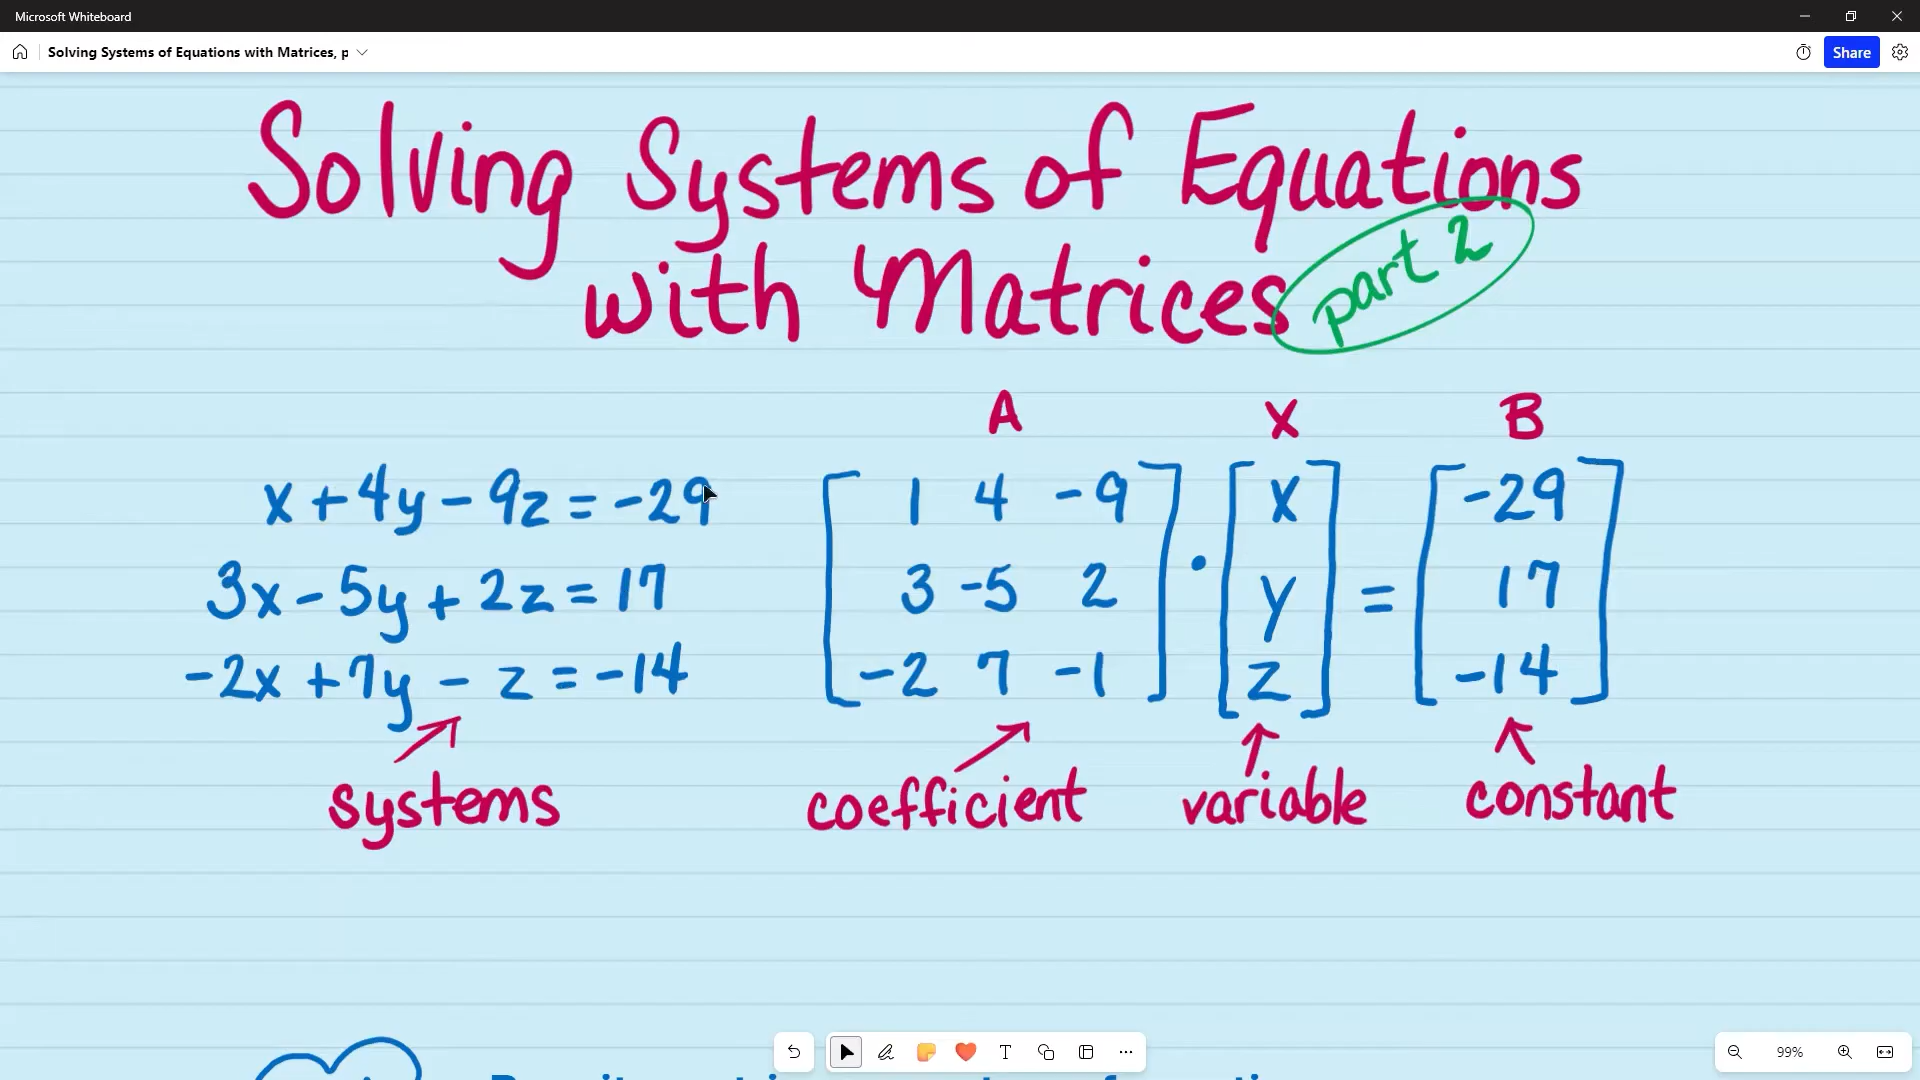 Microsoft Whiteboard
Solving Systems of Equations with Matrices, p
Share
Solving Systems of Equations
with Matrices part 2
A X B
x + 4y - 9z = -29
3x - 5y + 2z = 17
-2x + 7y - z = -14
1 4 -9
3 -5 2
-2 7 -1
·
x
y
z
=
-29
17
-14
systems
coefficient
variable
constant
99%